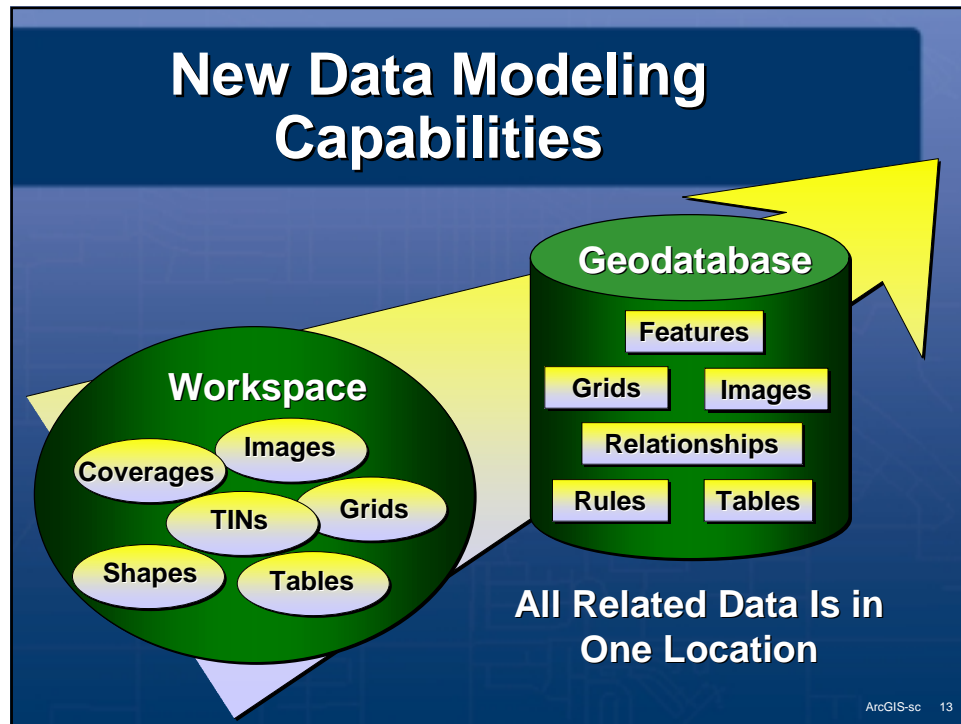 New Data Modeling
Capabilities
Workspace
Images
Coverages
TINs
Grids
Shapes
Tables
Geodatabase
Features
Grids
Images
Relationships
Rules
Tables
All Related Data Is in
One Location
ArcGIS-sc 13